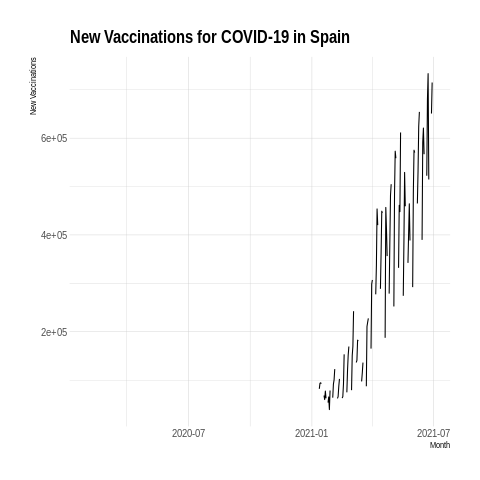 New Vaccinations for COVID-19 in Spain
New Vaccinations
6e+05
4e+05
2e+05
2020-07
2021-01
2021-07
Month